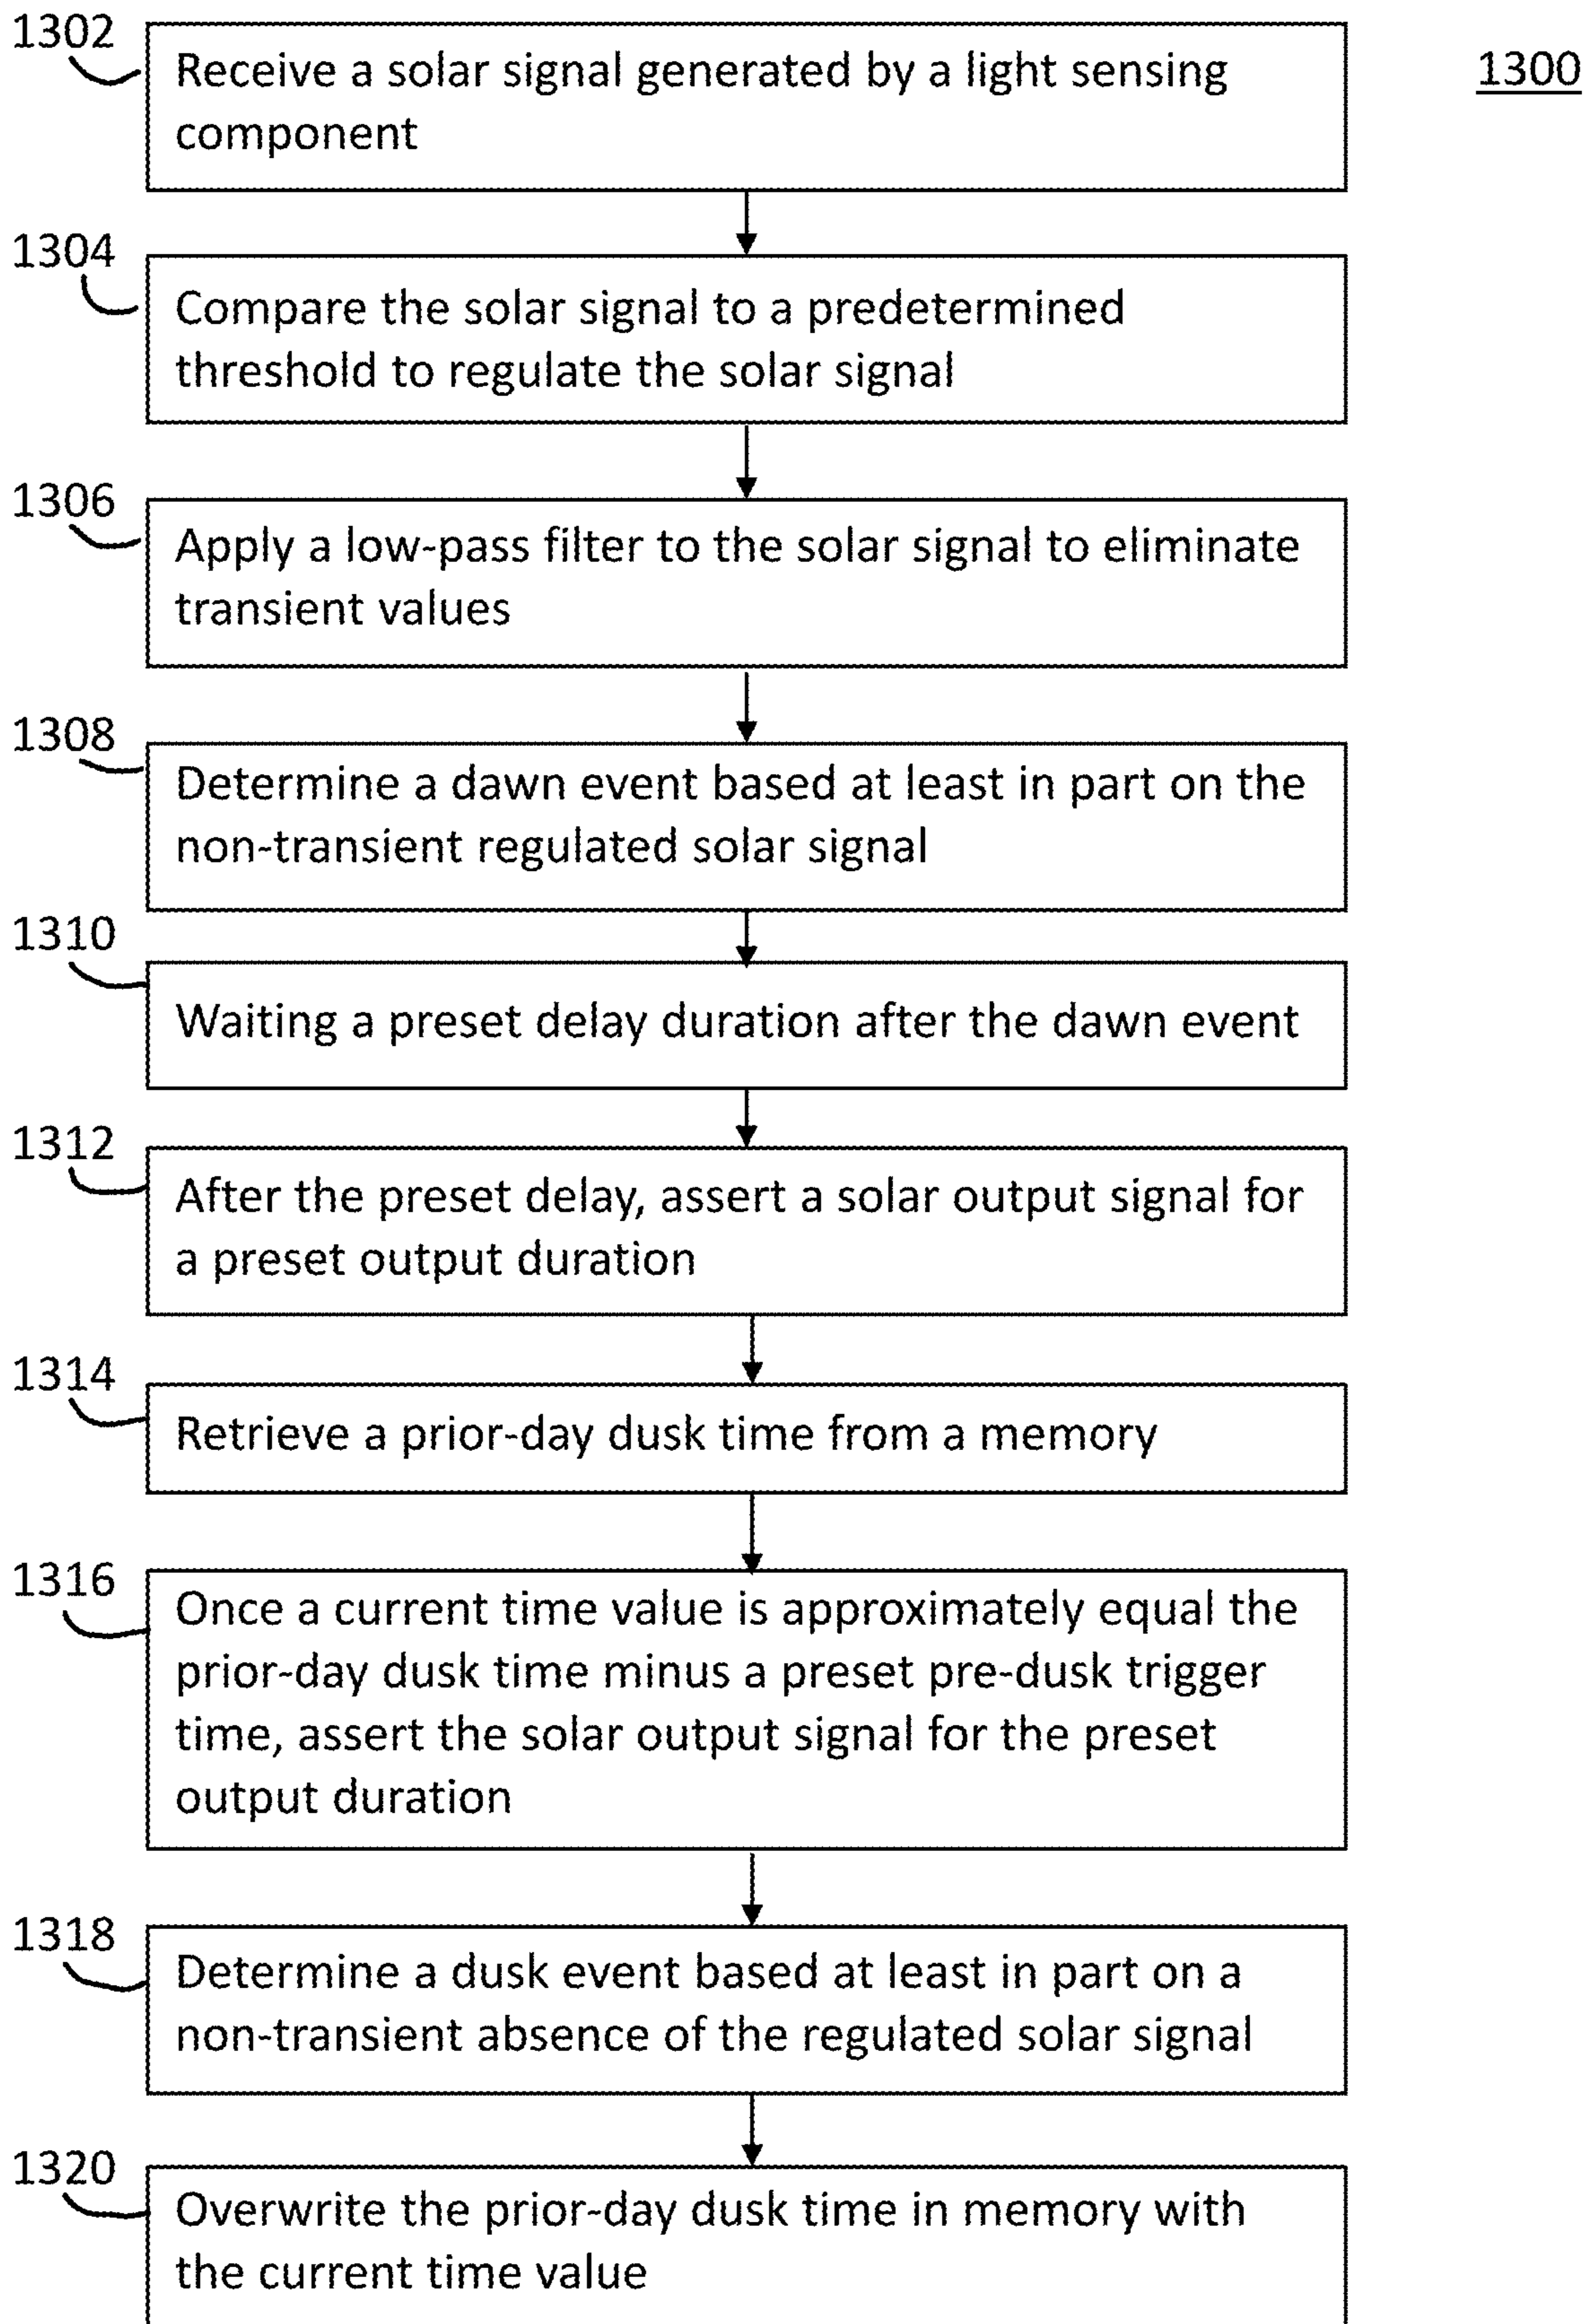 1300
1302
Receive a solar signal generated by a light sensing
component
1304
Compare the solar signal to a predetermined
threshold to regulate the solar signal
1306
Apply a low-pass filter to the solar signal to eliminate
transient values
1308
Determine a dawn event based at least in part on the
non-transient regulated solar signal
1310
Waiting a preset delay duration after the dawn event
1312
After the preset delay, assert a solar output signal for
a preset output duration
1314
Retrieve a prior-day dusk time from a memory
1316
Once a current time value is approximately equal the
prior-day dusk time minus a preset pre-dusk trigger
time, assert the solar output signal for the preset
output duration
1318
Determine a dusk event based at least in part on a
non-transient absence of the regulated solar signal
1320
Overwrite the prior-day dusk time in memory with
the current time value